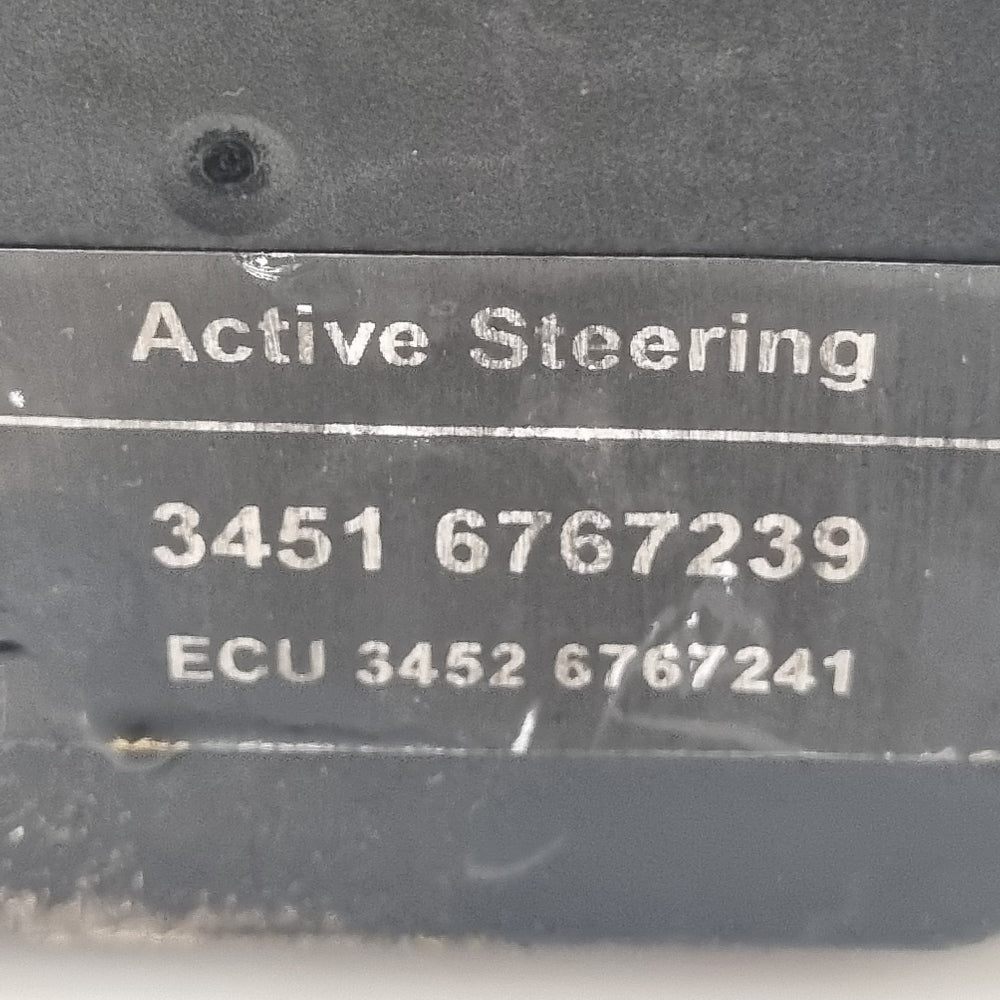 Active Steering
3451 6767239
ECU 3452 6767241